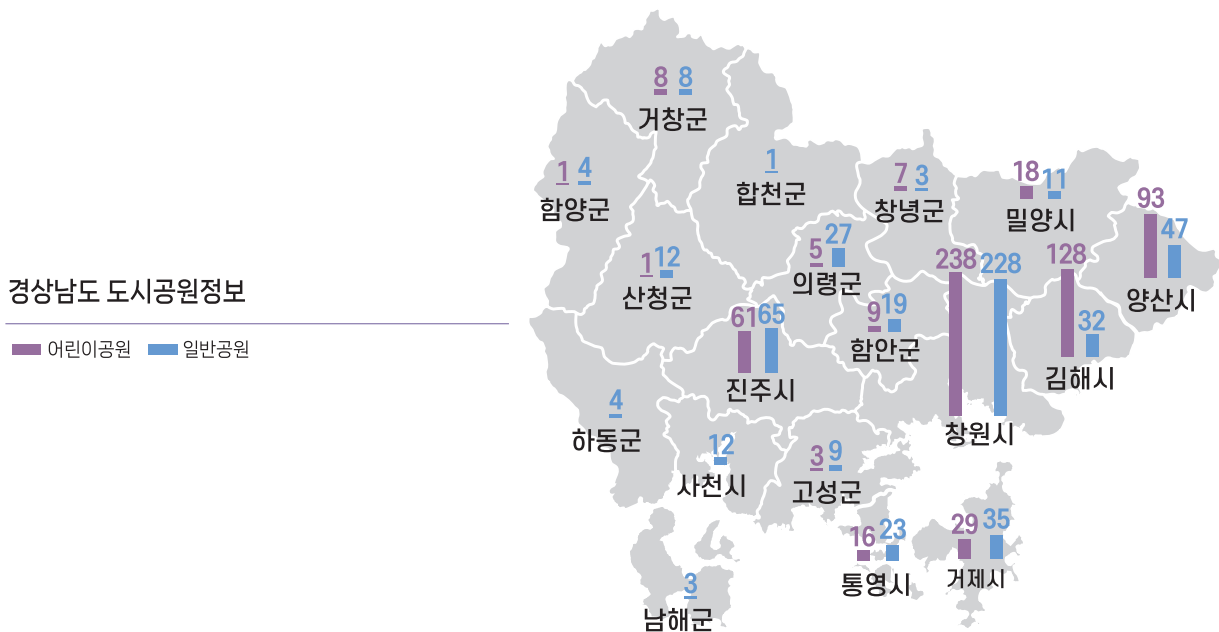 경상남도 도시공원정보
어린이공원 일반공원
8 8
거창군
1 4
함양군
1
합천군
7 3
창녕군
18 11
밀양시
93 47
양산시
1 12
산청군
5 27
의령군
238 228
창원시
128 32
김해시
9 19
함안군
61 65
진주시
4
하동군
12
사천시
3 9
고성군
16 23
통영시
29 35
거제시
3
남해군